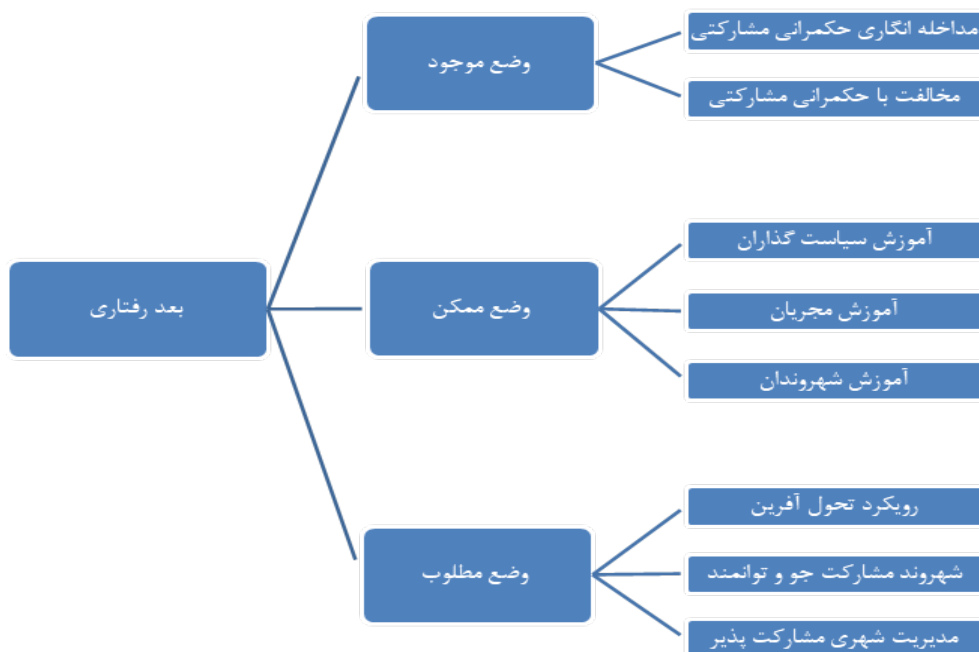 بعد رفتاری
وضع موجود
مداخله انگاری حکمرانی مشارکتی
مخالفت با حکمرانی مشارکتی
وضع ممکن
آموزش سیاست گذاران
آموزش مجریان
آموزش شهروندان
وضع مطلوب
رویکرد تحول آفرین
شهروند مشارکت جو و توانمند
مدیریت شهری مشارکت پذیر